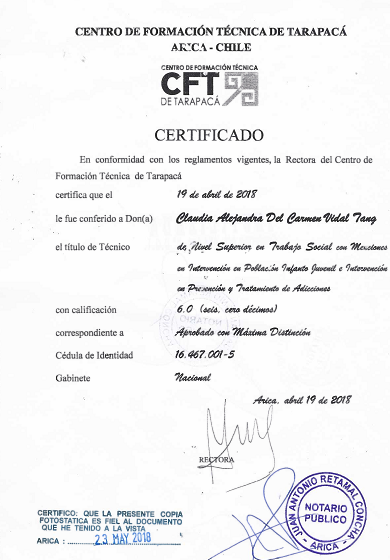 CENTRO DE FORMACIÓN TÉCNICA DE TARAPACÁ
ARICA - CHILE
CENTRO DE FORMACIÓN TÉCNICA
CFT
DE TARAPACÁ
CERTIFICADO
En conformidad con los reglamentos vigentes, la Rectora del Centro de
Formación Técnica de Tarapacá
certifica que el 19 de abril de 2018
le fue conferido a Don(a) Claudia Alejandra Del Carmen Vidal Tang
el título de Técnico de Nivel Superior en Trabajo Social con Menciones
en Intervención en Población Infanto Juvenil e Intervención
en Prevención y Tratamiento de Adicciones
con calificación 6.0 (seis, cero décimos)
correspondiente a Aprobado con Máxima Distinción
Cédula de Identidad 16.467.001-5
Gabinete Nacional
Arica, abril 19 de 2018
RECTORA
CERTIFICO: QUE LA PRESENTE COPIA
FOTOSTATICA ES FIEL AL DOCUMENTO
QUE HE TENIDO A LA VISTA
ARICA : 23 MAY 2018
JUAN ANTONIO RETAMAL CONCHA
NOTARIO
PÚBLICO
- ARICA -